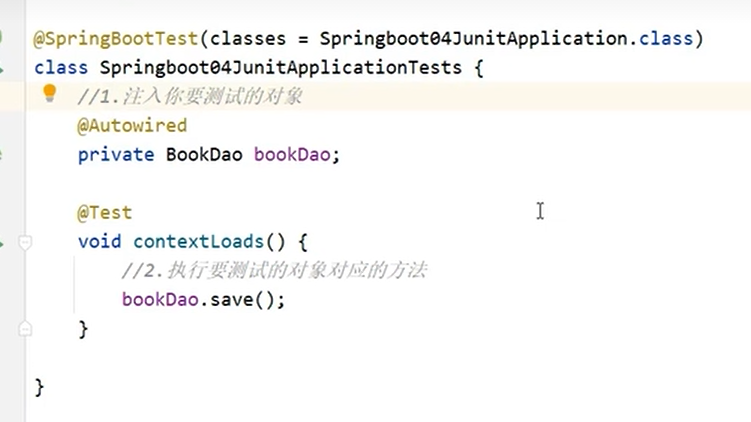 @SpringBootTest(classes = Springboot04JunitApplication.class)
class Springboot04JunitApplicationTests {
//1.注入你要测试的对象
@Autowired
private BookDao bookDao;
@Test
void contextLoads() {
//2.执行要测试的对象对应的方法
bookDao.save();
}
}